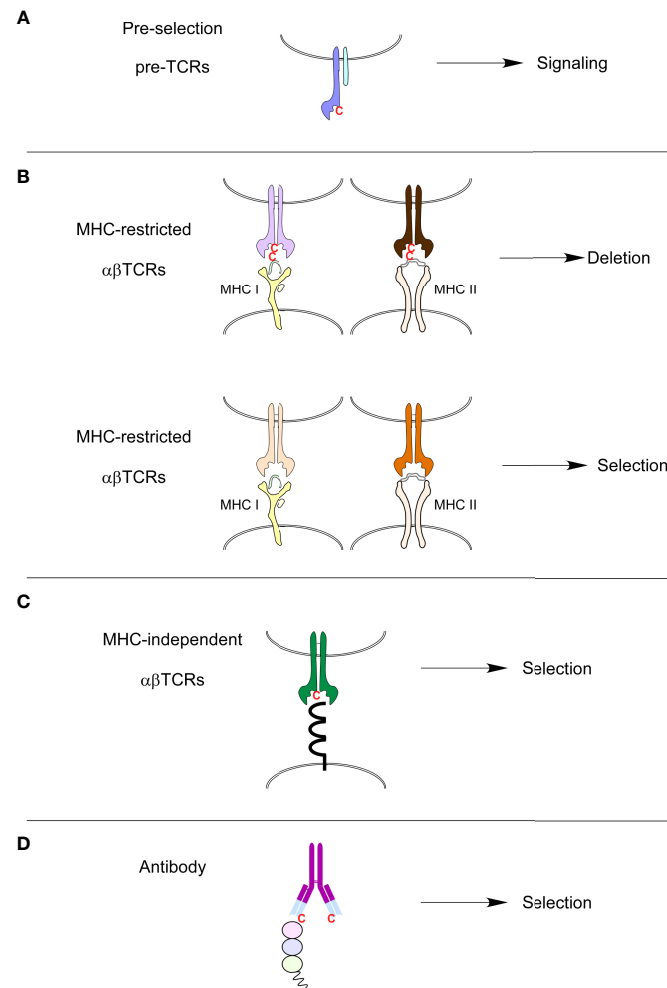 A
Pre-selection
pre-TCRs
Signaling
C
B
MHC-restricted
αβTCRs
C
C
C
C
MHC I
MHC II
Deletion
MHC-restricted
αβTCRs
MHC I
MHC II
Selection
C
MHC-independent
αβTCRs
C
Selection
D
Antibody
Selection
C
C